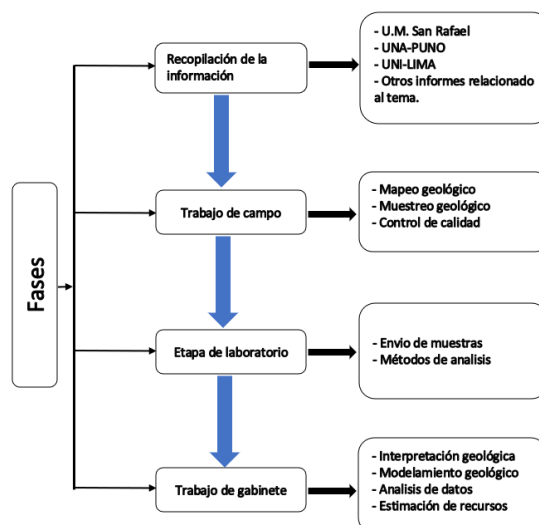 Fases
Recopilación de la
información
- U.M. San Rafael
- UNA-PUNO
- UNI-LIMA
- Otros informes relacionado
al tema.
Trabajo de campo
- Mapeo geológico
- Muestreo geológico
- Control de calidad
Etapa de laboratorio
- Envio de muestras
- Métodos de analisis
Trabajo de gabinete
- Interpretación geológica
- Modelamiento geológico
- Analisis de datos
- Estimación de recursos